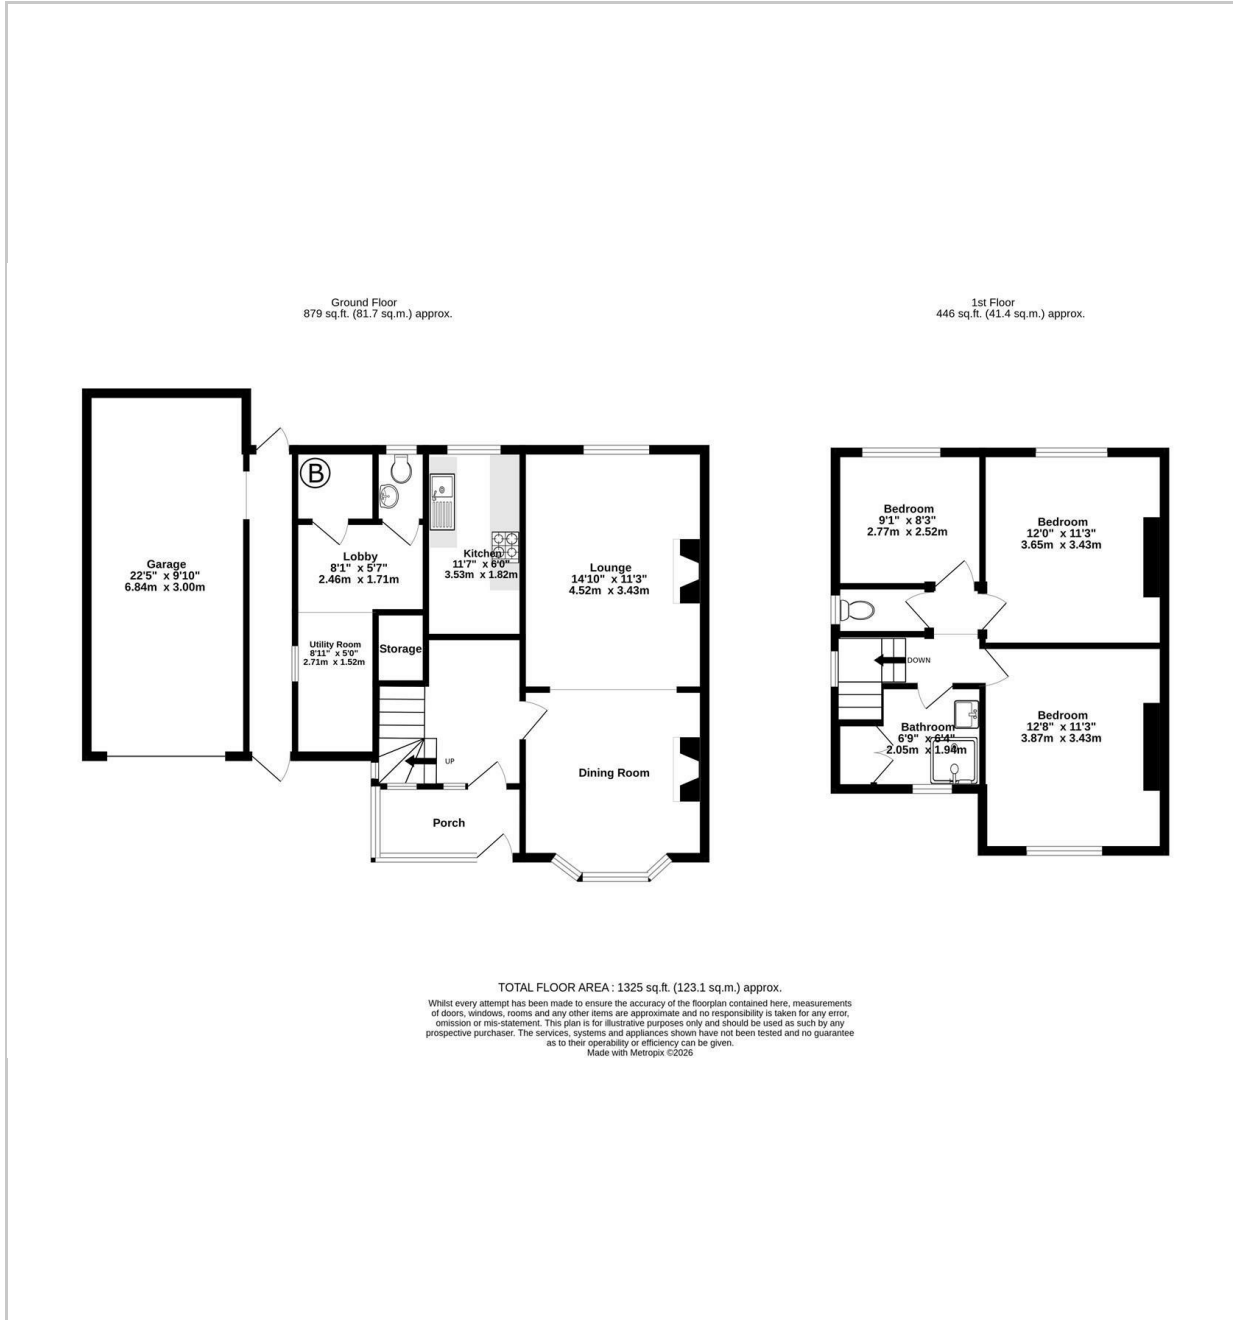 Ground Floor
879 sq.ft. (81.7 sq.m.) approx.
1st Floor
446 sq.ft. (41.4 sq.m.) approx.
Garage
22'5" x 9'10"
6.84m x 3.00m
B
Lobby
8'1" x 5'7"
2.46m x 1.71m
Utility Room
8'11" x 5'0"
2.71m x 1.52m
Storage
Kitchen
11'7" x 6'0"
3.53m x 1.82m
Lounge
14'10" x 11'3"
4.52m x 3.43m
UP
Dining Room
Porch
Bedroom
9'1" x 8'3"
2.77m x 2.52m
Bedroom
12'0" x 11'3"
3.65m x 3.43m
DOWN
Bathroom
6'9" x 6'4"
2.05m x 1.94m
Bedroom
12'8" x 11'3"
3.87m x 3.43m
TOTAL FLOOR AREA : 1325 sq.ft. (123.1 sq.m.) approx.
Whilst every attempt has been made to ensure the accuracy of the floorplan contained here, measurements
of doors, windows, rooms and any other items are approximate and no responsibility is taken for any error,
omission or mis-statement. This plan is for illustrative purposes only and should be used as such by any
prospective purchaser. The services, systems and appliances shown have not been tested and no guarantee
as to their operability or efficiency can be given.
Made with Metropix ©2026